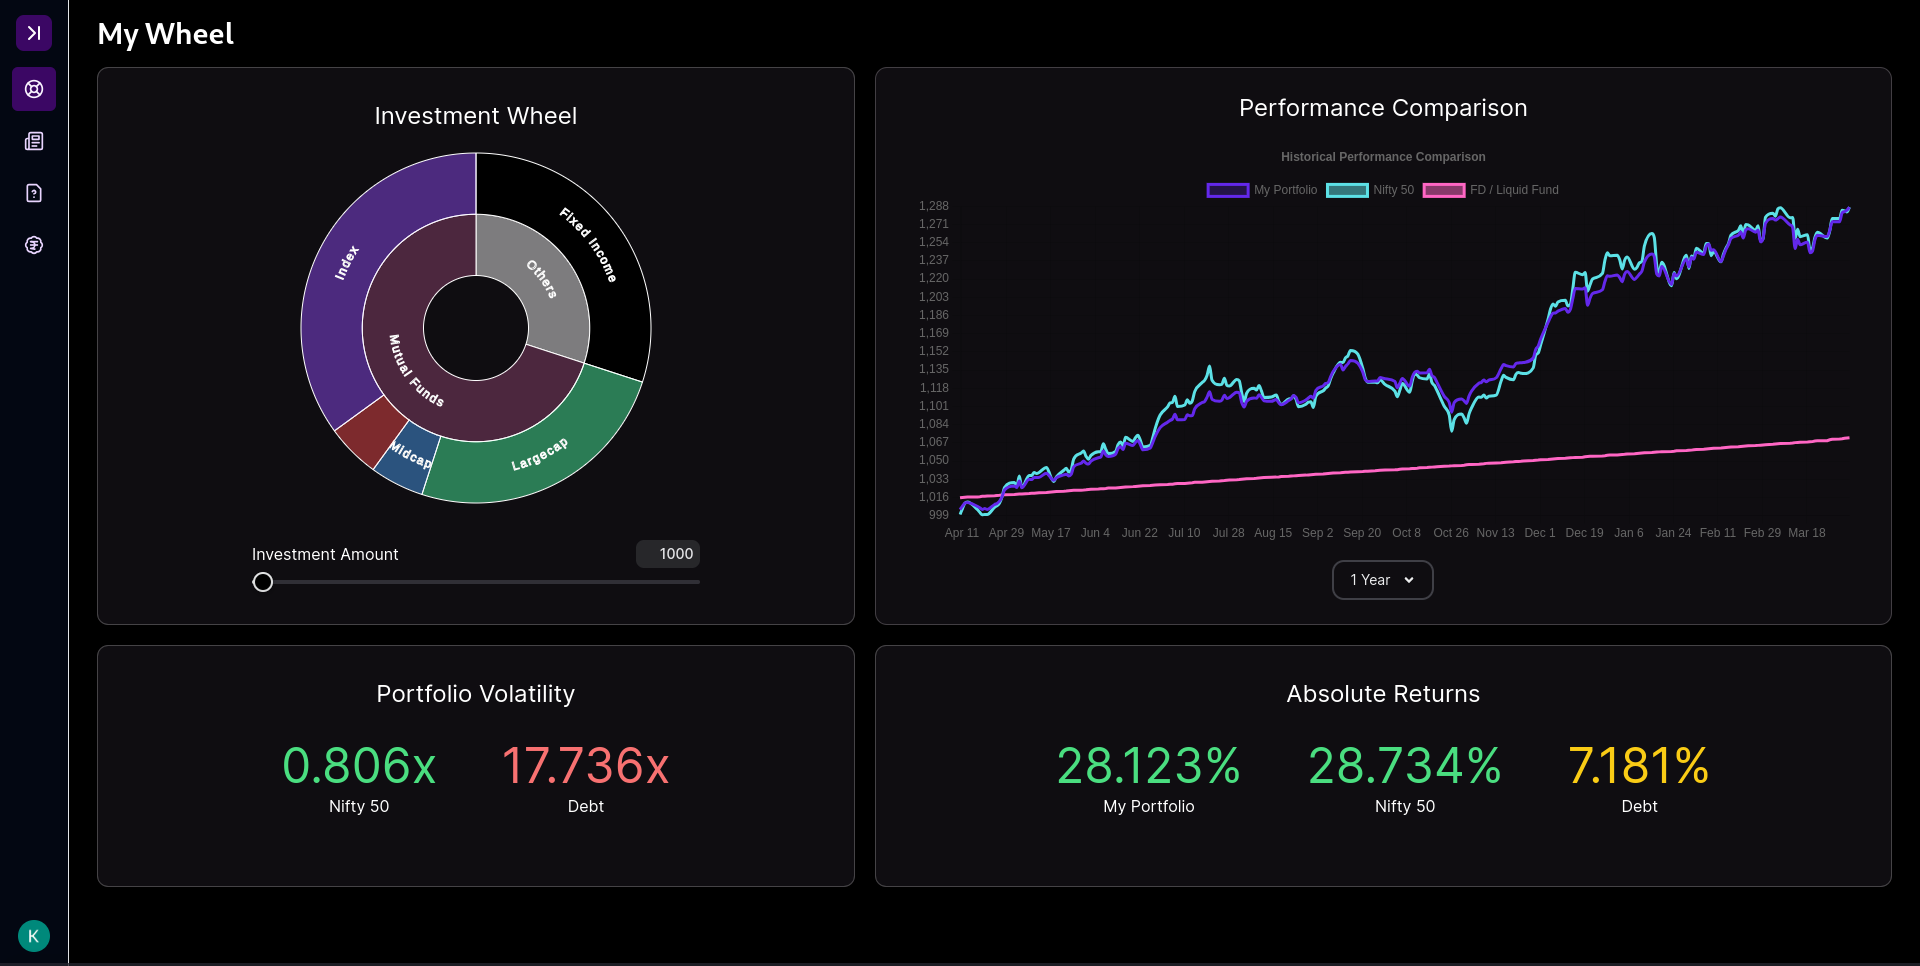 My Wheel
Investment Wheel
Fixed Income
Others
Index
Mutual Funds
Midcap
Largecap
Investment Amount
1000
Performance Comparison
Historical Performance Comparison
My Portfolio Nifty 50 FD / Liquid Fund
1,288
1,271
1,254
1,237
1,220
1,203
1,186
1,169
1,152
1,135
1,118
1,101
1,084
1,067
1,050
1,033
1,016
999
Apr 11 Apr 29 May 17 Jun 4 Jun 22 Jul 10 Jul 28 Aug 15 Sep 2 Sep 20 Oct 8 Oct 26 Nov 13 Dec 1 Dec 19 Jan 6 Jan 24 Feb 11 Feb 29 Mar 18
1 Year
Portfolio Volatility
0.806x 17.736x
Nifty 50 Debt
Absolute Returns
28.123% 28.734% 7.181%
My Portfolio Nifty 50 Debt
K